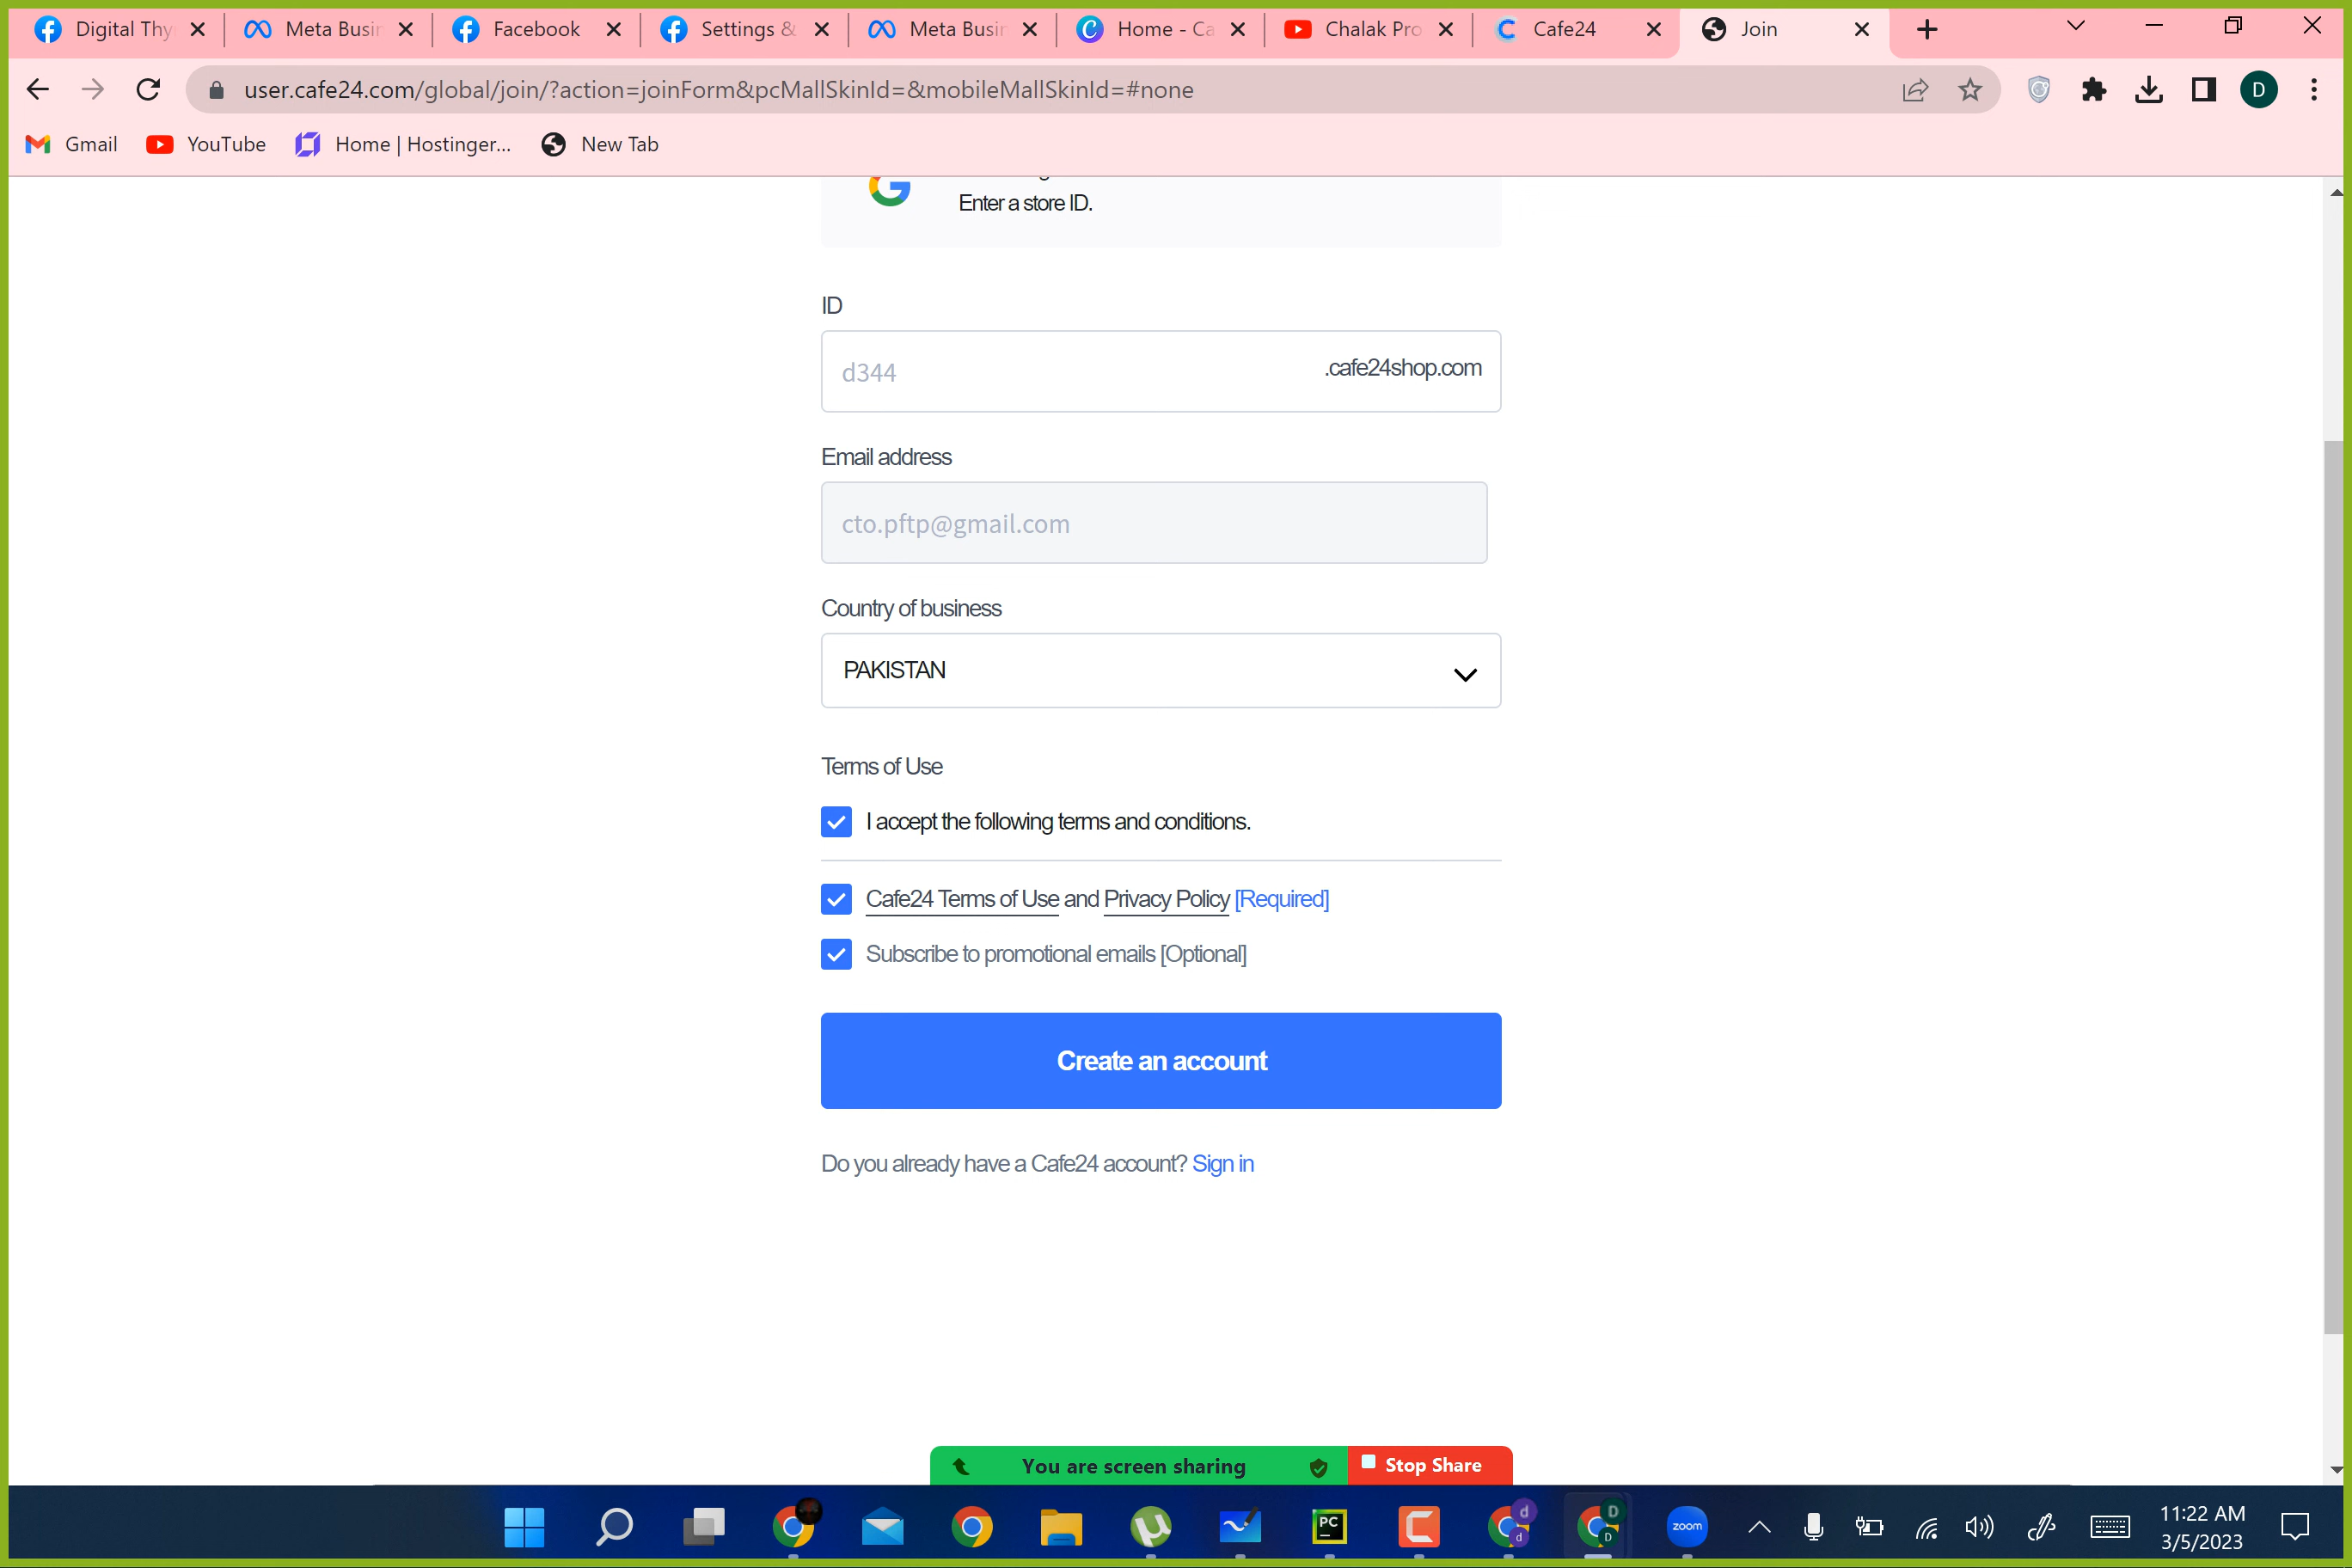 Digital Thy
Meta Busin
Facebook
Settings &
Meta Busin
Home - Ca
Chalak Pro
Cafe24
Join
user.cafe24.com/global/join/?action=joinForm&pcMallSkinId=&mobileMallSkinId=#none
D
Gmail
YouTube
Home | Hostinger...
New Tab
Enter a store ID.
ID
d344
.cafe24shop.com
Email address
cto.pftp@gmail.com
Country of business
PAKISTAN
Terms of Use
I accept the following terms and conditions.
Cafe24 Terms of Use and Privacy Policy [Required]
Subscribe to promotional emails [Optional]
Create an account
Do you already have a Cafe24 account? Sign in
You are screen sharing
Stop Share
PC
d
d
D
D
zoom
11:22 AM
3/5/2023